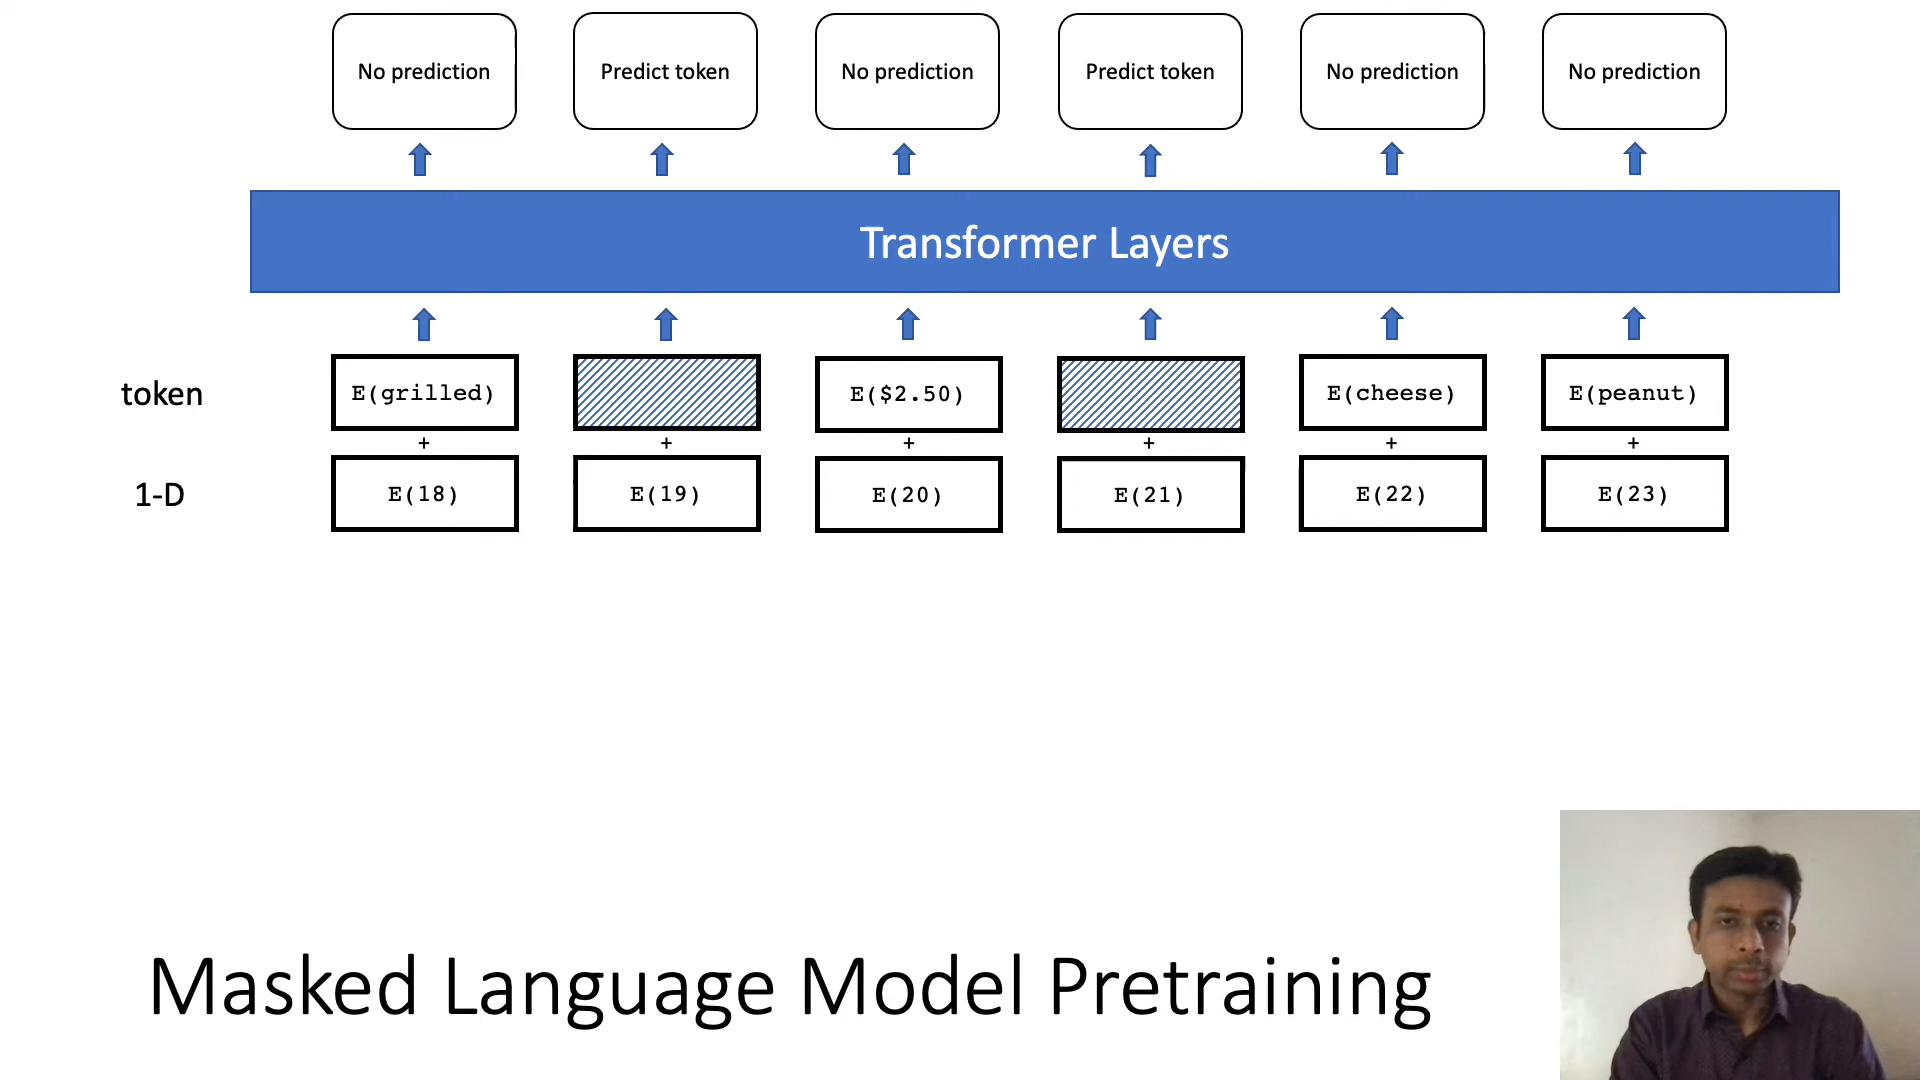 No prediction
Predict token
No prediction
Predict token
No prediction
No prediction
Transformer Layers
token
E(grilled)
E($2.50)
E(cheese)
E(peanut)
+
+
+
+
+
+
1-D
E(18)
E(19)
E(20)
E(21)
E(22)
E(23)
Masked Language Model Pretraining